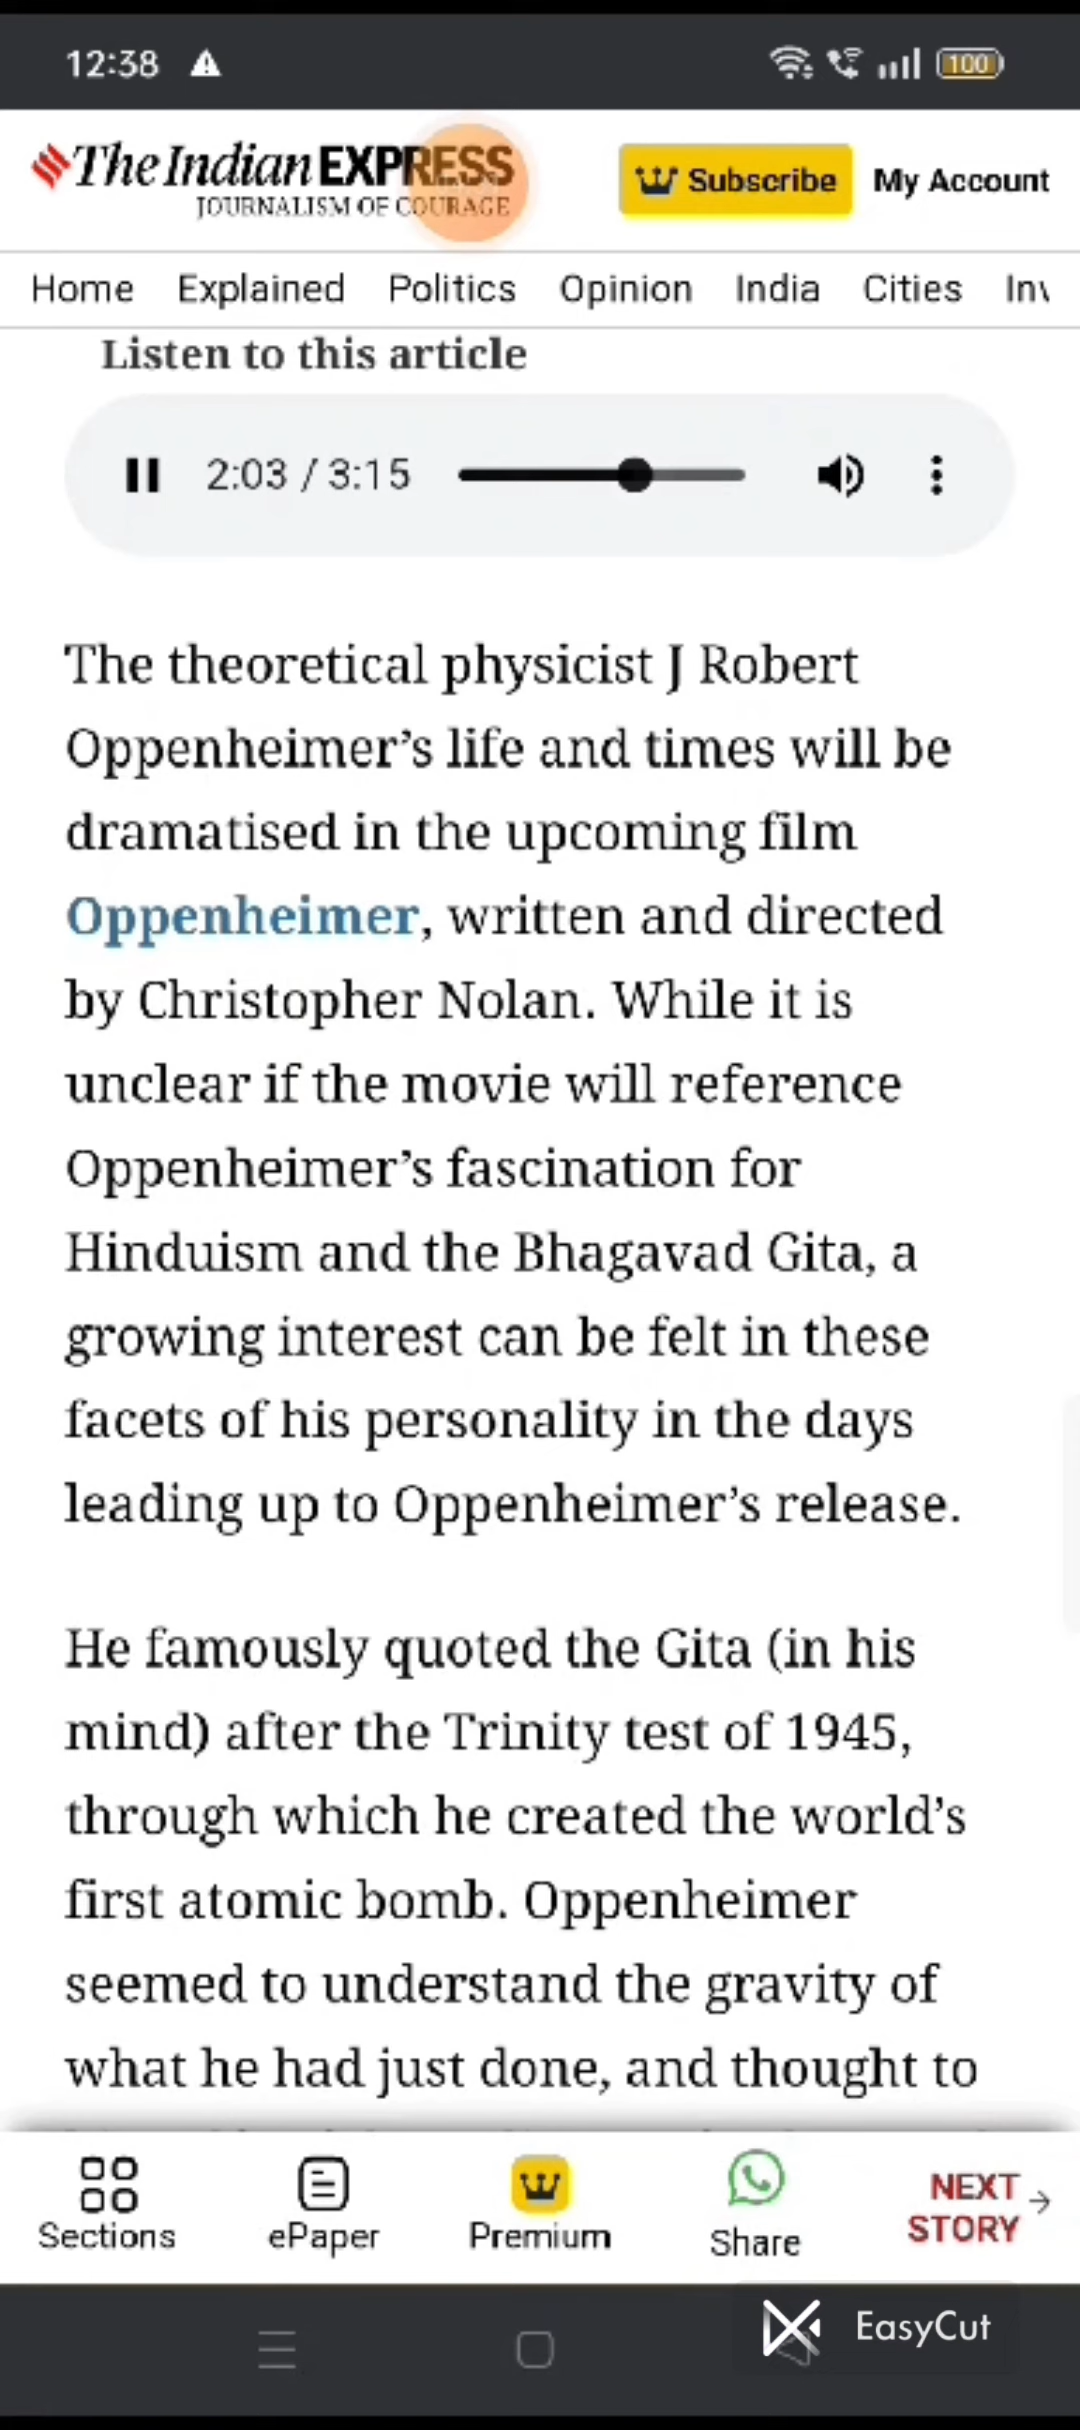 12:38
100
The Indian EXPRESS
JOURNALISM OF COURAGE
Subscribe
My Account
Home Explained Politics Opinion India Cities Inv
Listen to this article
2:03 / 3:15
The theoretical physicist J Robert
Oppenheimer’s life and times will be
dramatised in the upcoming film
Oppenheimer, written and directed
by Christopher Nolan. While it is
unclear if the movie will reference
Oppenheimer’s fascination for
Hinduism and the Bhagavad Gita, a
growing interest can be felt in these
facets of his personality in the days
leading up to Oppenheimer’s release.
He famously quoted the Gita (in his
mind) after the Trinity test of 1945,
through which he created the world’s
first atomic bomb. Oppenheimer
seemed to understand the gravity of
what he had just done, and thought to
Sections
ePaper
Premium
Share
NEXT
STORY
EasyCut